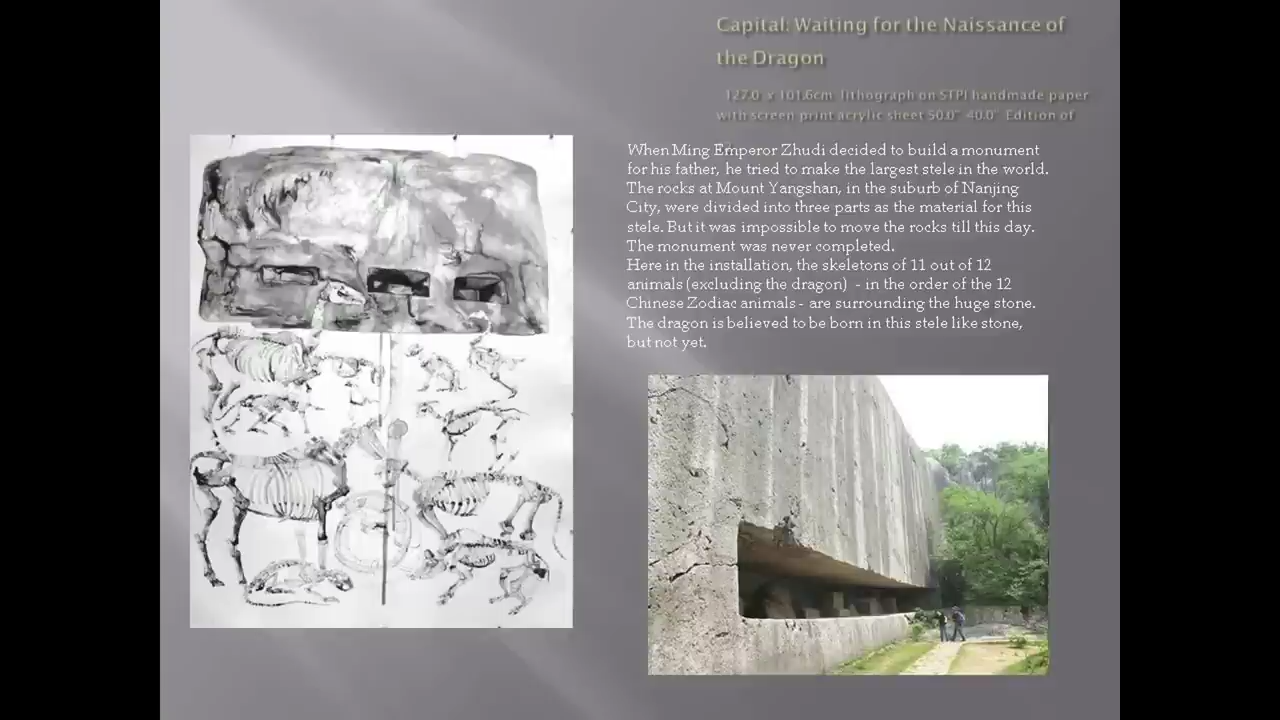 Capital: Waiting for the Naissance of
the Dragon
127.0 x 101.6cm lithograph on STPI handmade paper
with screen print acrylic sheet 50.0" 40.0" Edition of
When Ming Emperor Zhudi decided to build a monument
for his father, he tried to make the largest stele in the world.
The rocks at Mount Yangshan, in the suburb of Nanjing
City, were divided into three parts as the material for this
stele. But it was impossible to move the rocks till this day.
The monument was never completed.
Here in the installation, the skeletons of 11 out of 12
animals (excluding the dragon) - in the order of the 12
Chinese Zodiac animals - are surrounding the huge stone.
The dragon is believed to be born in this stele like stone,
but not yet.